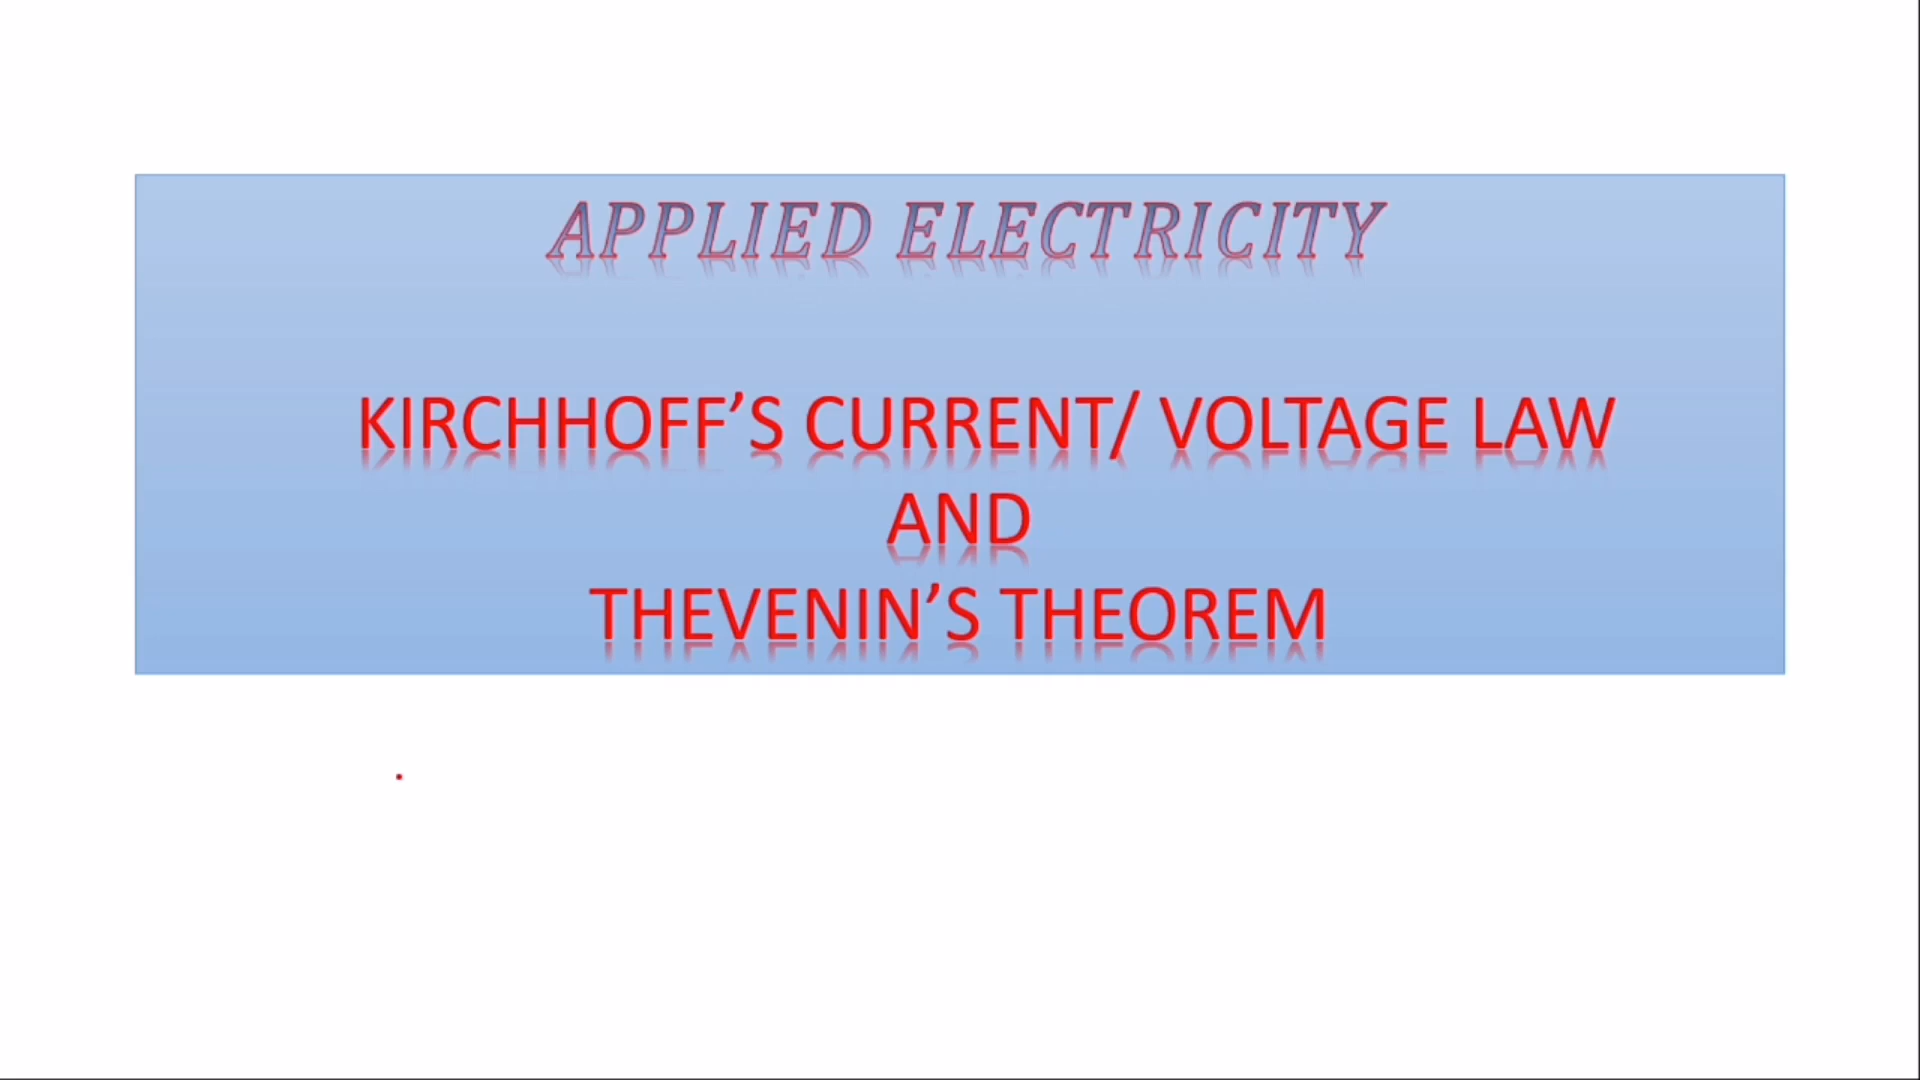 APPLIED ELECTRICITY
KIRCHHOFF’S CURRENT/ VOLTAGE LAW
AND
THEVENIN’S THEOREM